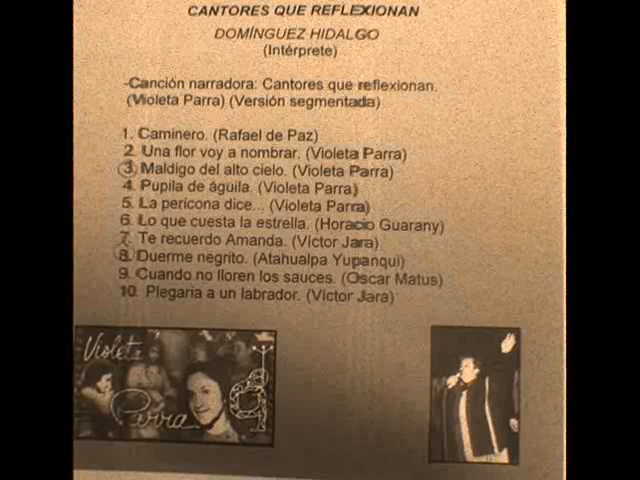 CANTORES QUE REFLEXIONAN
DOMÍNGUEZ HIDALGO
(Intérprete)
-Canción narradora: Cantores que reflexionan.
(Violeta Parra) (Versión segmentada)
1. Caminero. (Rafael de Paz)
2. Una flor voy a nombrar. (Violeta Parra)
3. Maldigo del alto cielo. (Violeta Parra)
4. Pupila de águila. (Violeta Parra)
5. La pericona dice... (Violeta Parra)
6. Lo que cuesta la estrella. (Horacio Guarany)
7. Te recuerdo Amanda. (Víctor Jara)
8. Duerme negrito. (Atahualpa Yupanqui)
9. Cuando no lloren los sauces. (Oscar Matus)
10. Plegaria a un labrador. (Víctor Jara)
Violeta
Parra